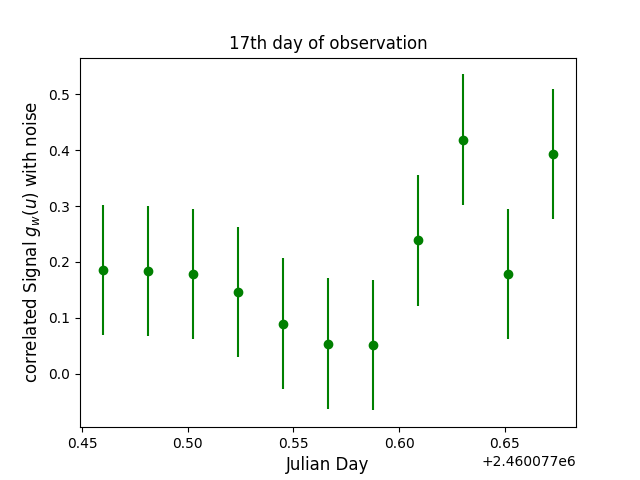 17th day of observation
correlated Signal g_w(u) with noise
0.5
0.4
0.3
0.2
0.1
0.0
0.45 0.50 0.55 0.60 0.65
Julian Day
+2.460077e6